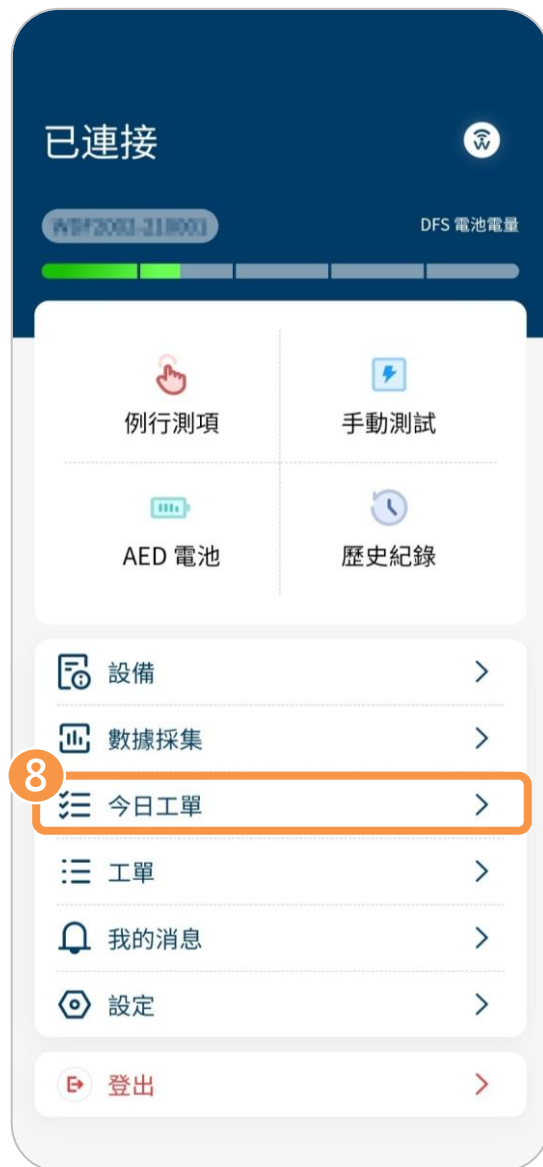 已連接
DFS 電池電量
例行測項
手動測試
AED 電池
歷史紀錄
設備
數據採集
8
今日工單
工單
我的消息
設定
登出